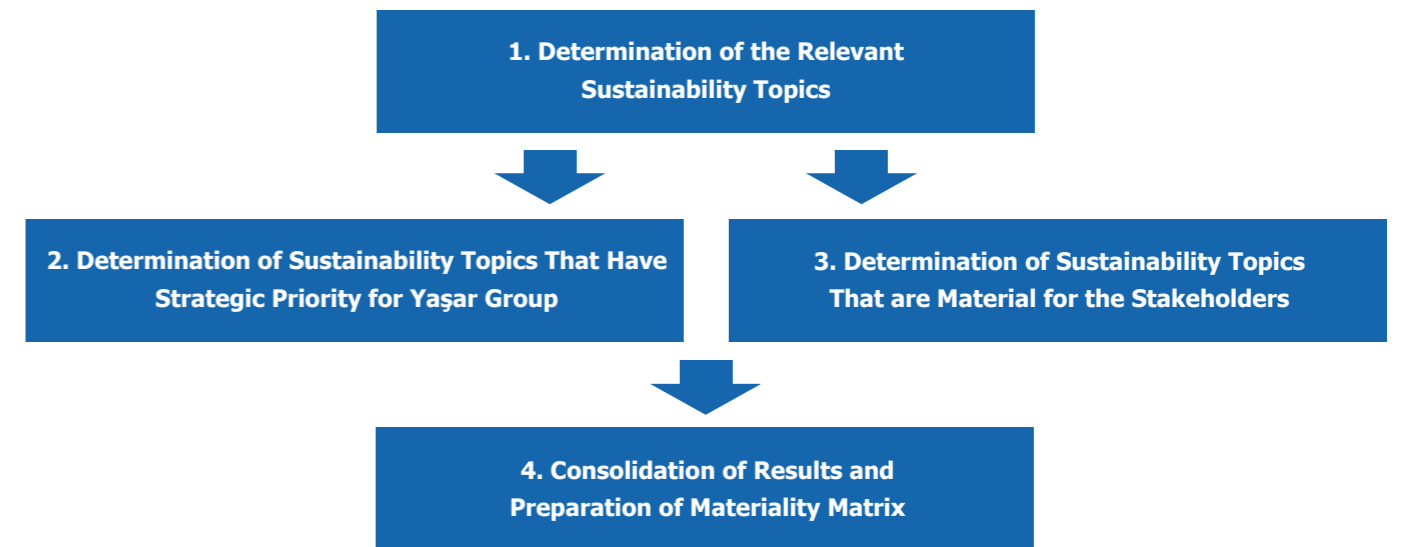 1. Determination of the Relevant
Sustainability Topics
2. Determination of Sustainability Topics That Have
Strategic Priority for Yaşar Group
3. Determination of Sustainability Topics
That are Material for the Stakeholders
4. Consolidation of Results and
Preparation of Materiality Matrix